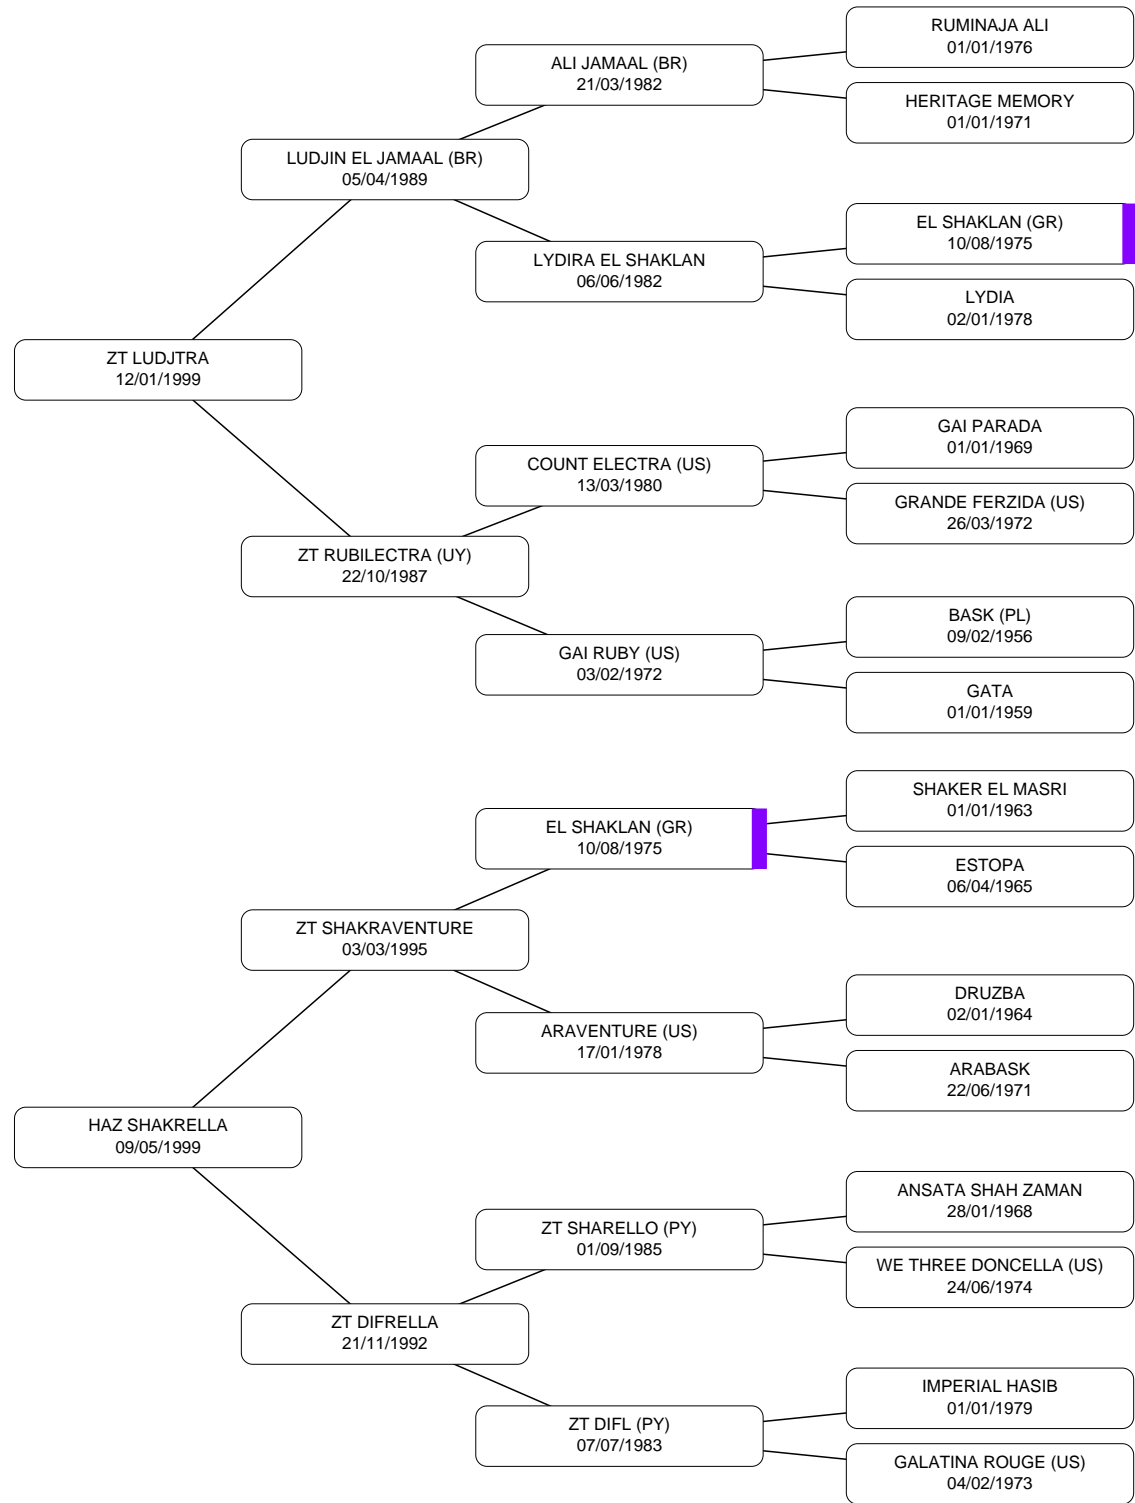 RUMINAJA ALI
01/01/1976
ALI JAMAAL (BR)
21/03/1982
HERITAGE MEMORY
01/01/1971
LUDJIN EL JAMAAL (BR)
05/04/1989
EL SHAKLAN (GR)
10/08/1975
LYDIRA EL SHAKLAN
06/06/1982
LYDIA
02/01/1978
ZT LUDJTRA
12/01/1999
GAI PARADA
01/01/1969
COUNT ELECTRA (US)
13/03/1980
GRANDE FERZIDA (US)
26/03/1972
ZT RUBILECTRA (UY)
22/10/1987
BASK (PL)
09/02/1956
GAI RUBY (US)
03/02/1972
GATA
01/01/1959
SHAKER EL MASRI
01/01/1963
EL SHAKLAN (GR)
10/08/1975
ESTOPA
06/04/1965
ZT SHAKRAVENTURE
03/03/1995
DRUZBA
02/01/1964
ARAVENTURE (US)
17/01/1978
ARABASK
22/06/1971
HAZ SHAKRELLA
09/05/1999
ANSATA SHAH ZAMAN
28/01/1968
ZT SHARELLO (PY)
01/09/1985
WE THREE DONCELLA (US)
24/06/1974
ZT DIFRELLA
21/11/1992
IMPERIAL HASIB
01/01/1979
ZT DIFL (PY)
07/07/1983
GALATINA ROUGE (US)
04/02/1973